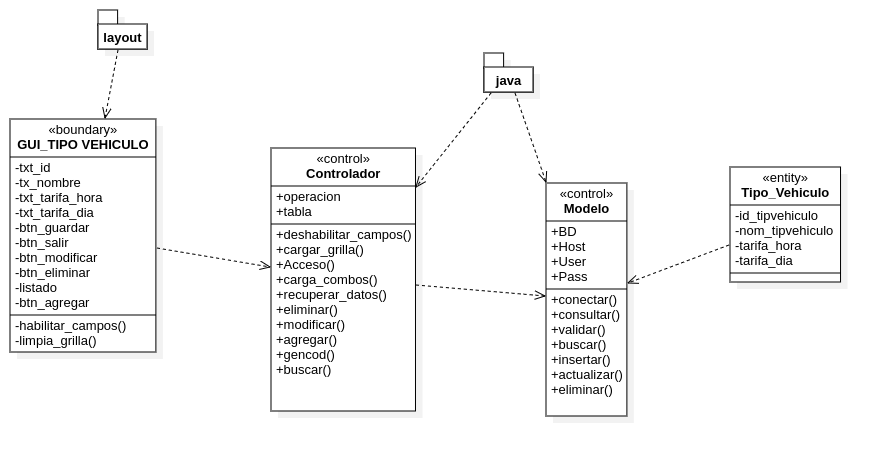 layout
java
«boundary»
GUI_TIPO VEHICULO
-txt_id
-tx_nombre
-txt_tarifa_hora
-txt_tarifa_dia
-btn_guardar
-btn_salir
-btn_modificar
-btn_eliminar
-listado
-btn_agregar
-habilitar_campos()
-limpia_grilla()
«control»
Controlador
+operacion
+tabla
+deshabilitar_campos()
+cargar_grilla()
+Acceso()
+carga_combos()
+recuperar_datos()
+eliminar()
+modificar()
+agregar()
+gencod()
+buscar()
«control»
Modelo
+BD
+Host
+User
+Pass
+conectar()
+consultar()
+validar()
+buscar()
+insertar()
+actualizar()
+eliminar()
«entity»
Tipo_Vehiculo
-id_tipvehiculo
-nom_tipvehiculo
-tarifa_hora
-tarifa_dia